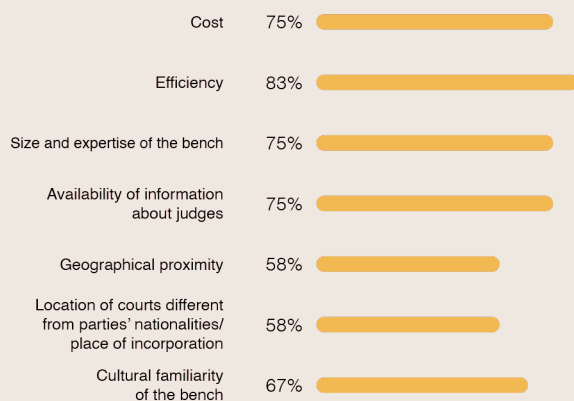 Cost 75%
Efficiency 83%
Size and expertise of the bench 75%
Availability of information
about judges 75%
Geographical proximity 58%
Location of courts different
from parties' nationalities/ 58%
place of incorporation
Cultural familiarity
of the bench 67%